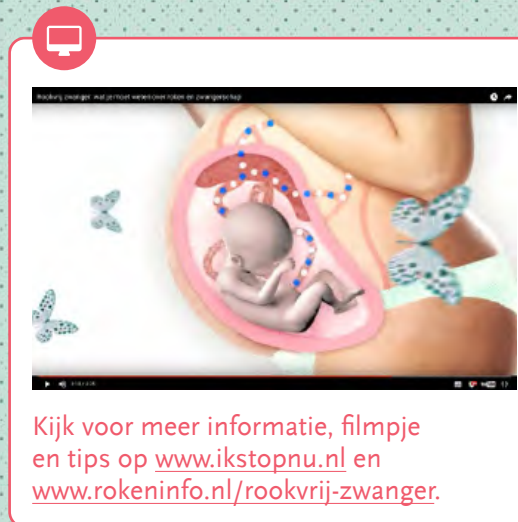 Rookvrij zwanger: wat je moet weten over roken en zwangerschap
Kijk voor meer informatie, filmpje
en tips op www.ikstopnu.nl en
www.rokeninfo.nl/rookvrij-zwanger.